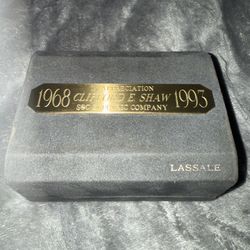 APPRECIATION
1968 CLIFFORD E. SHAW 1993
COMPANY
LASSALE